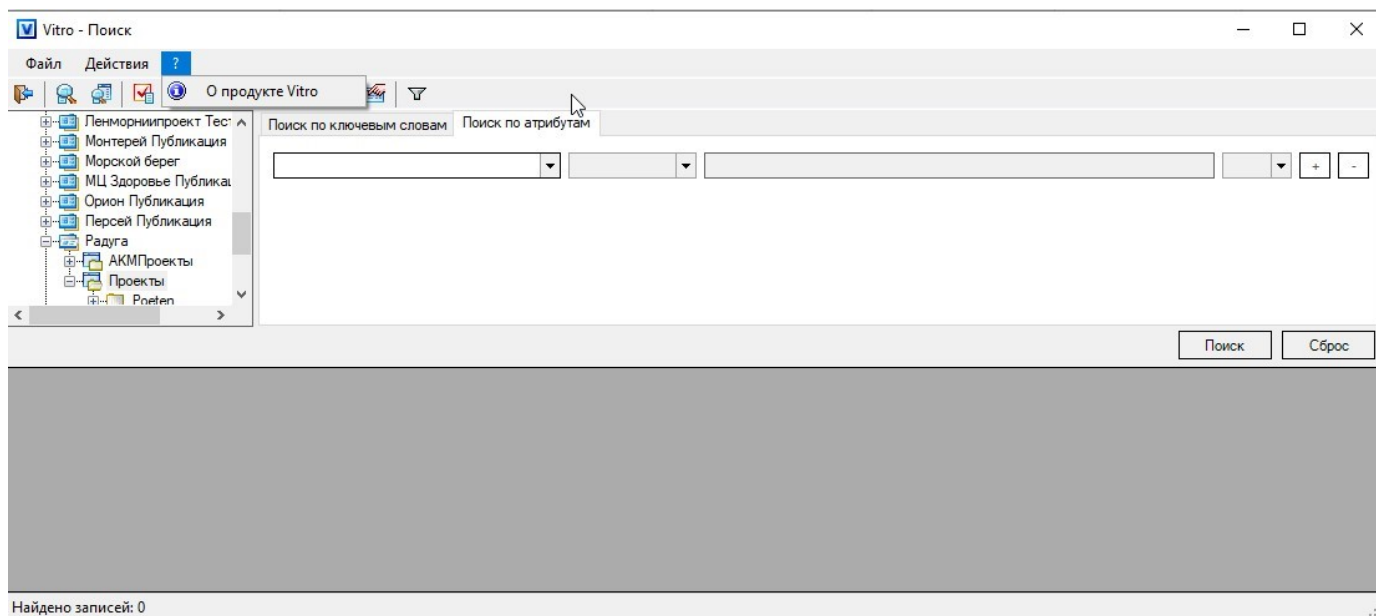 Vitro - Поиск
Файл Действия ?
О продукте Vitro
Ленморниипроект Тес
Монтерей Публикация
Морской берег
МЦ Здоровье Публикац
Орион Публикация
Персей Публикация
Радуга
АКМПроекты
Проекты
Poeten
Поиск по ключевым словам Поиск по атрибутам
+ -
Поиск Сброс
Найдено записей: 0